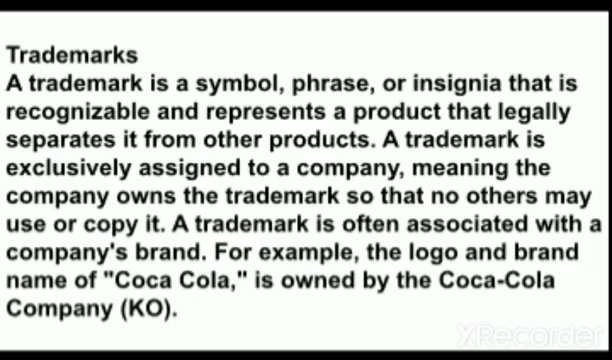 Trademarks
A trademark is a symbol, phrase, or insignia that is
recognizable and represents a product that legally
separates it from other products. A trademark is
exclusively assigned to a company, meaning the
company owns the trademark so that no others may
use or copy it. A trademark is often associated with a
company's brand. For example, the logo and brand
name of "Coca Cola," is owned by the Coca-Cola
Company (KO).
XRecorder